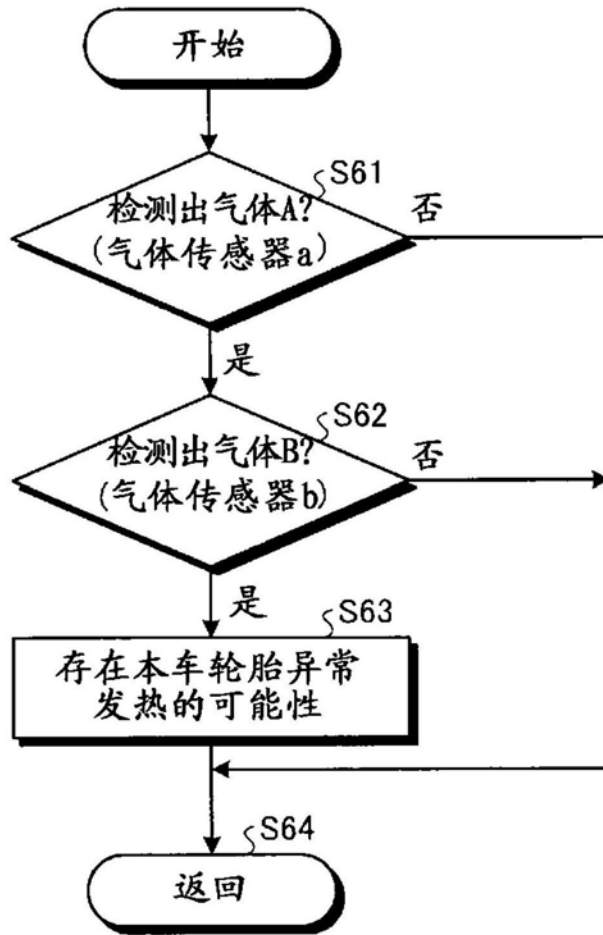 开始
S61
检测出气体A?
(气体传感器a)
否
是
S62
检测出气体B?
(气体传感器b)
否
是
S63
存在本车轮胎异常
发热的可能性
S64
返回